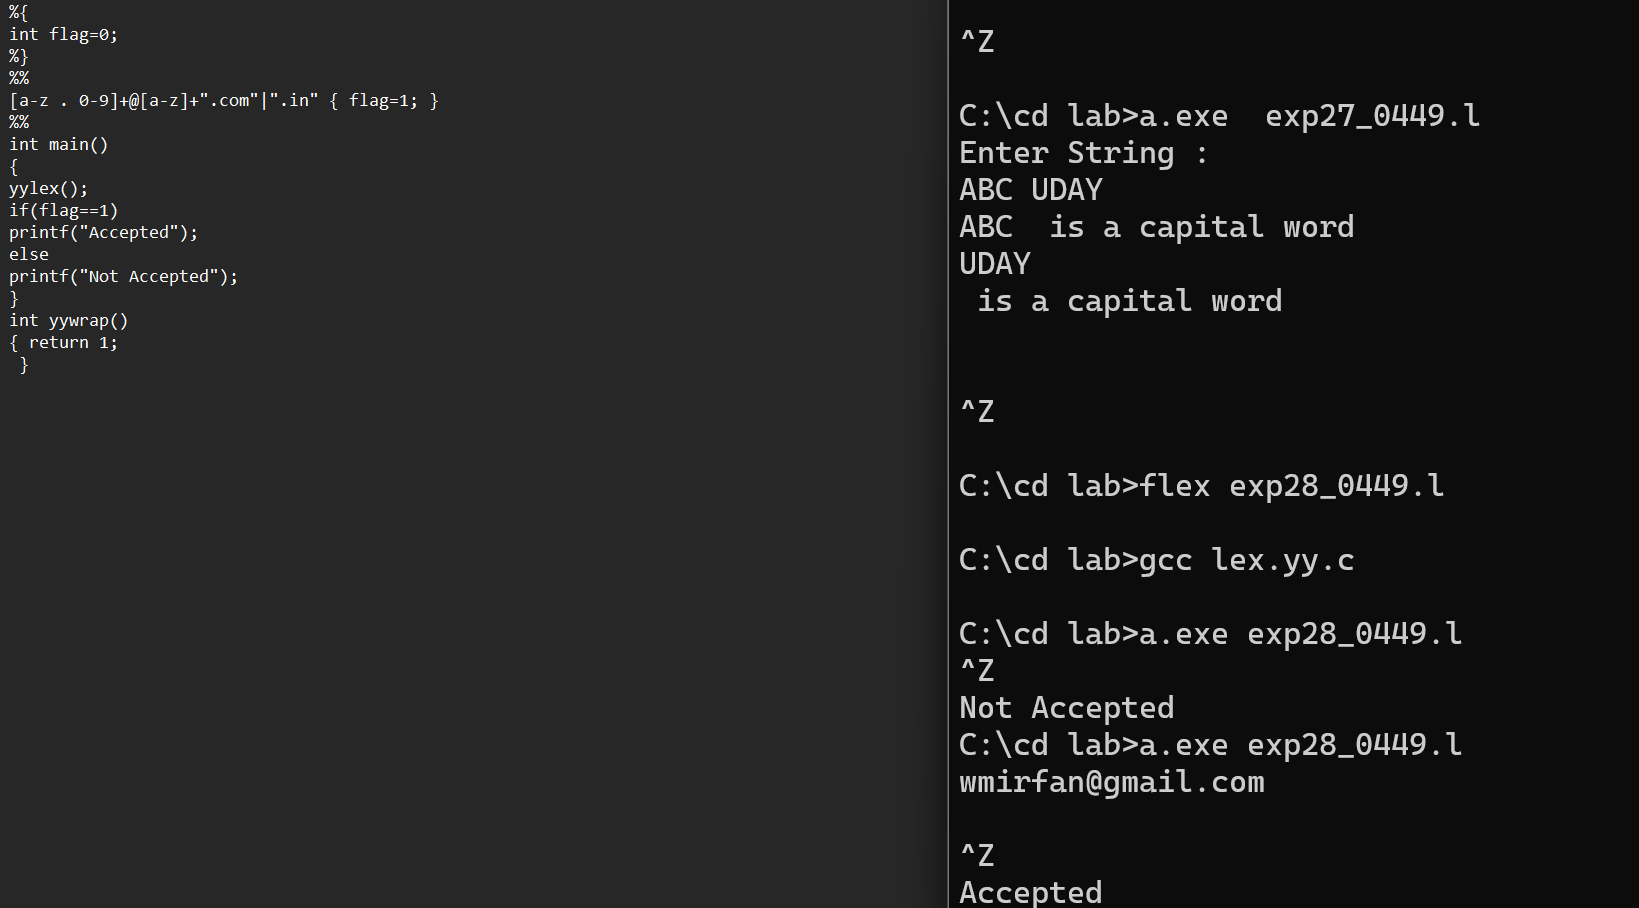 %{
int flag=0;
%}
%%
[a-z . 0-9]+@[a-z]+".com"|".in" { flag=1; }
%%
int main()
{
yylex();
if(flag==1)
printf("Accepted");
else
printf("Not Accepted");
}
int yywrap()
{ return 1;
 }
^Z
C:\cd lab>a.exe  exp27_0449.l
Enter String :
ABC UDAY
ABC  is a capital word
UDAY
 is a capital word
^Z
C:\cd lab>flex exp28_0449.l
C:\cd lab>gcc lex.yy.c
C:\cd lab>a.exe exp28_0449.l
^Z
Not Accepted
C:\cd lab>a.exe exp28_0449.l
wmirfan@gmail.com
^Z
Accepted